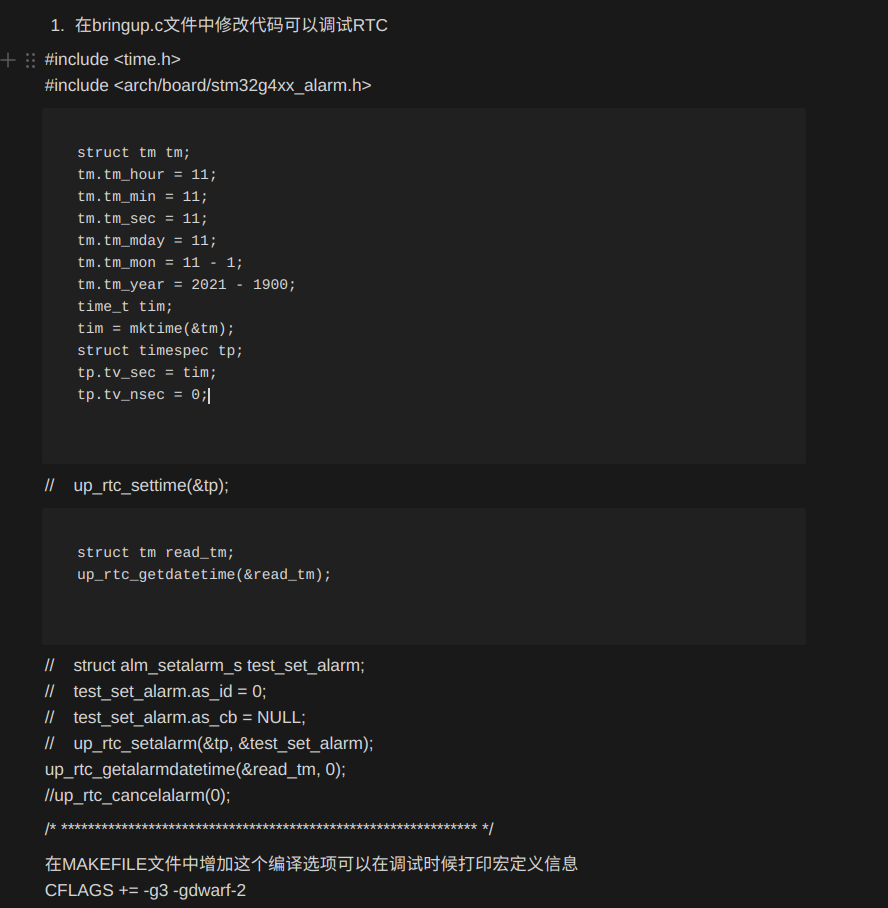 1. 在bringup.c文件中修改代码可以调试RTC
#include <time.h>
#include <arch/board/stm32g4xx_alarm.h>
struct tm tm;
tm.tm_hour = 11;
tm.tm_min = 11;
tm.tm_sec = 11;
tm.tm_mday = 11;
tm.tm_mon = 11 - 1;
tm.tm_year = 2021 - 1900;
time_t tim;
tim = mktime(&tm);
struct timespec tp;
tp.tv_sec = tim;
tp.tv_nsec = 0;
// up_rtc_settime(&tp);
struct tm read_tm;
up_rtc_getdatetime(&read_tm);
// struct alm_setalarm_s test_set_alarm;
// test_set_alarm.as_id = 0;
// test_set_alarm.as_cb = NULL;
// up_rtc_setalarm(&tp, &test_set_alarm);
up_rtc_getalarmdatetime(&read_tm, 0);
//up_rtc_cancelalarm(0);
/* ************************************************************** */
在MAKEFILE文件中增加这个编译选项可以在调试时候打印宏定义信息
CFLAGS += -g3 -gdwarf-2